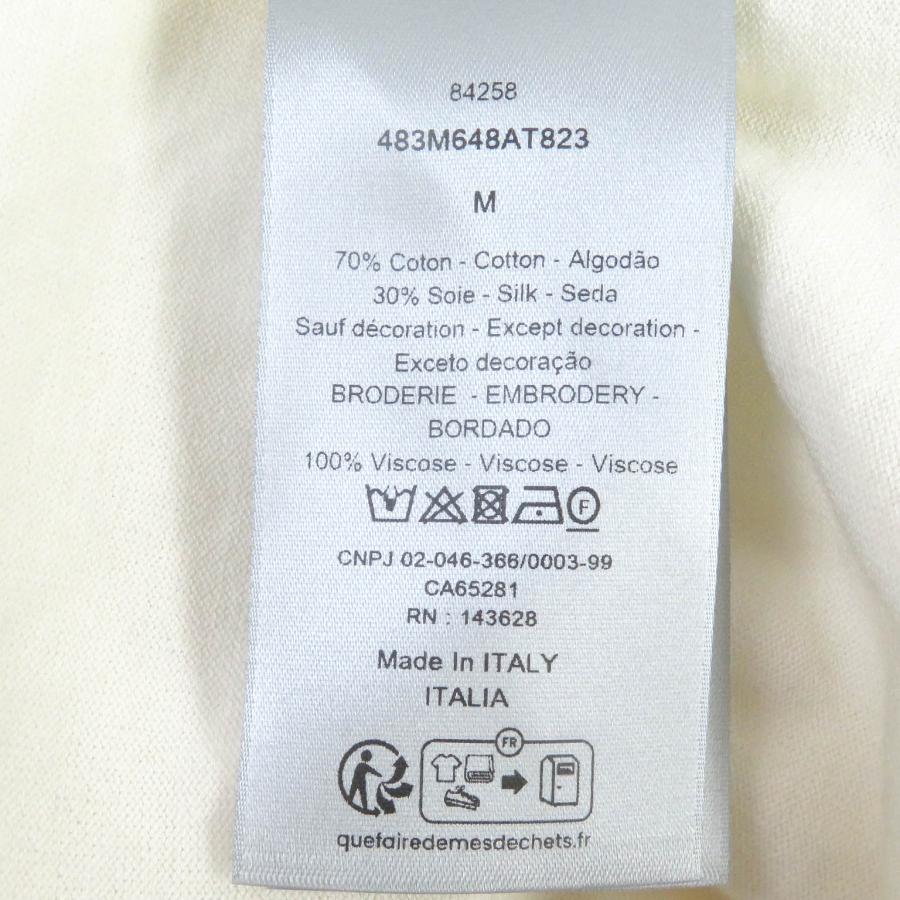 84258
483M648AT823
M
70% Coton - Cotton - Algodão
30% Soie - Silk - Seda
Sauf décoration - Except decoration -
Exceto decoração
BRODERIE - EMBRODERY -
BORDADO
100% Viscose - Viscose - Viscose
F
CNPJ 02-046-366/0003-99
CA65281
RN : 143628
Made In ITALY
ITALIA
FR
quefairedemesdechets.fr